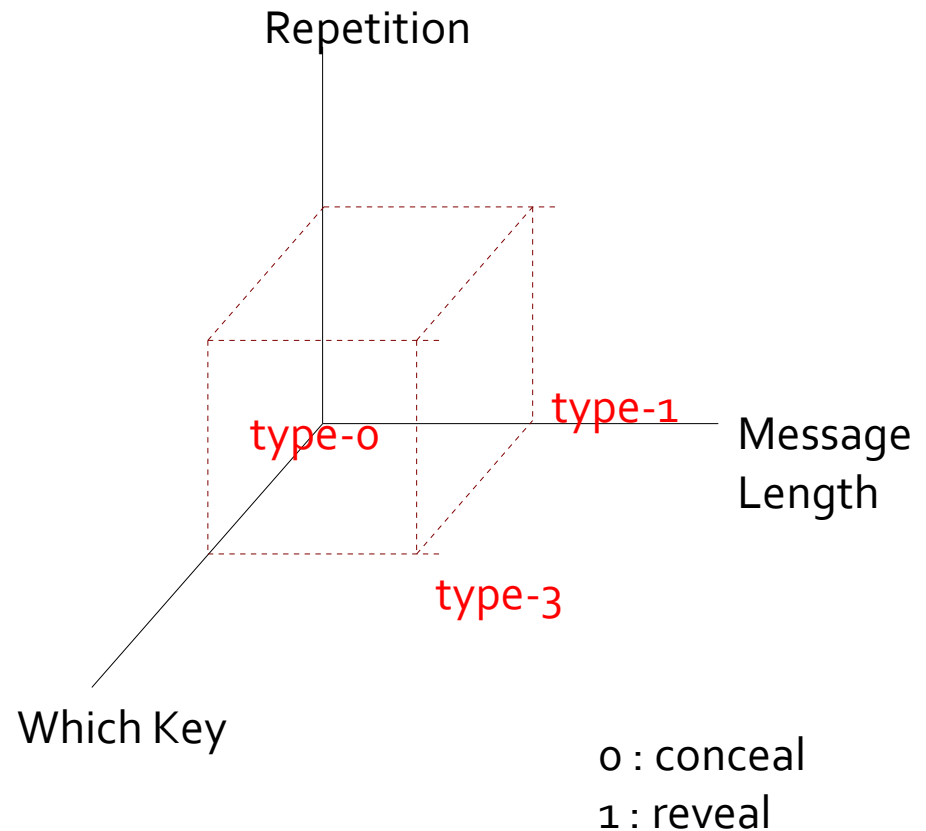 Repetition
type-1
type-0
Message
Length
type-3
Which Key
0 : conceal
1 : reveal